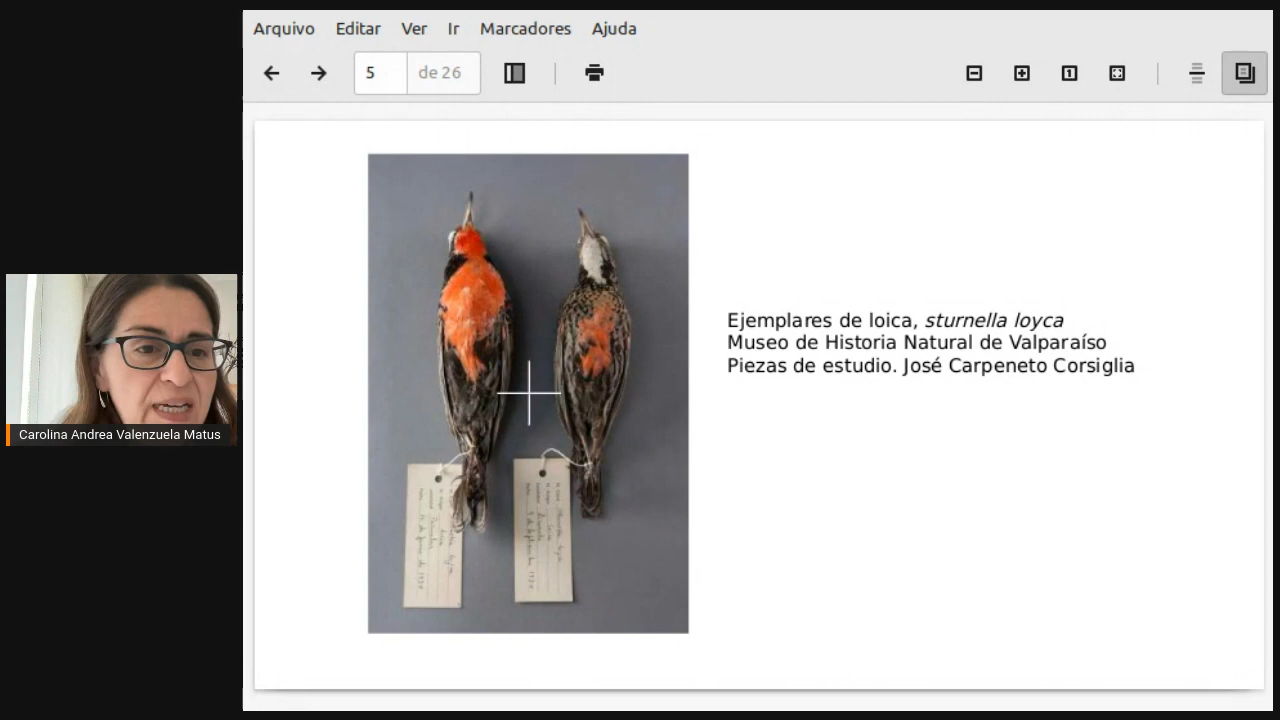 Arquivo Editar Ver Ir Marcadores Ajuda
5 de 26
1
Ejemplares de loica, sturnella loyca
Museo de Historia Natural de Valparaíso
Piezas de estudio. José Carpeneto Corsiglia
Carolina Andrea Valenzuela Matus